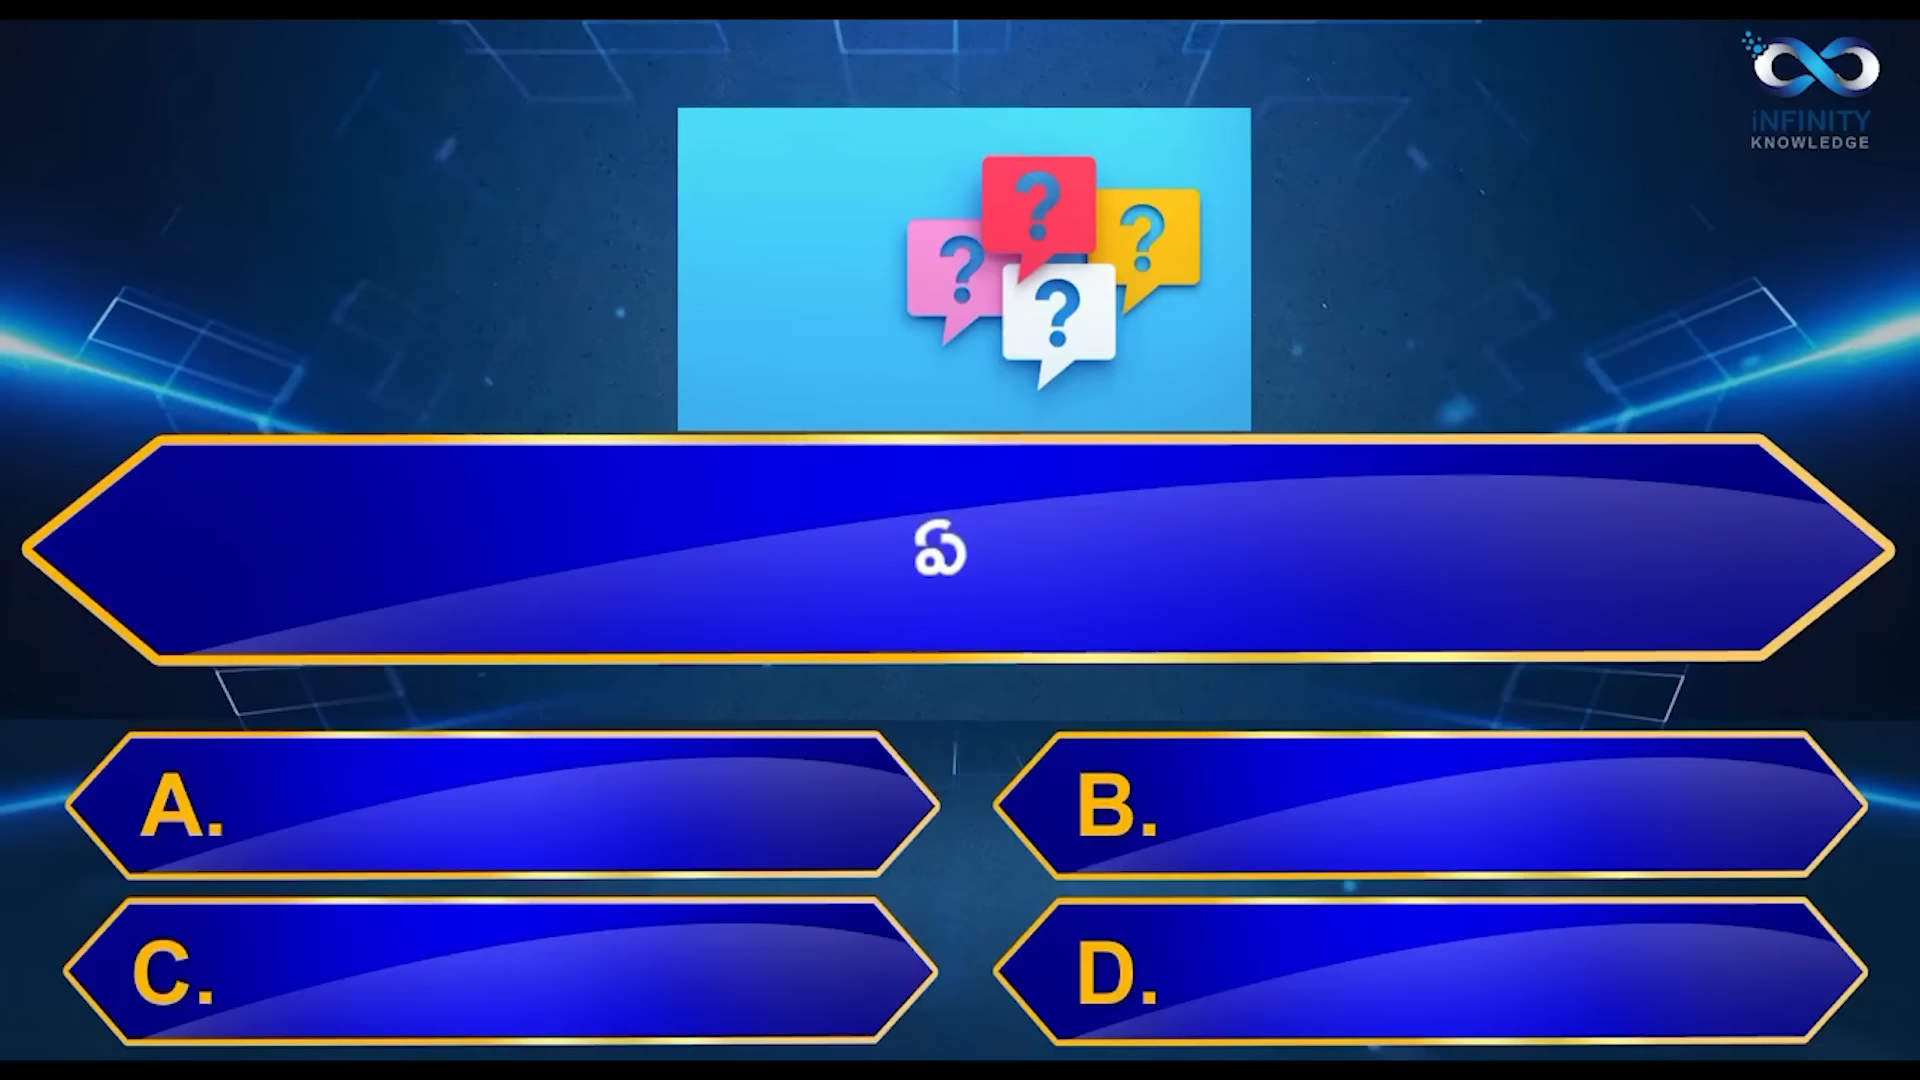 iNFINITY
KNOWLEDGE
? ? ? ?
ఏ
A.
B.
C.
D.